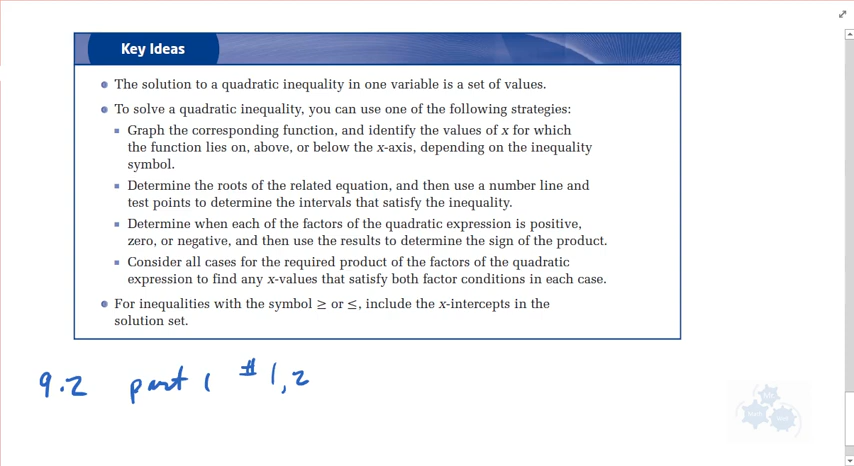 Key Ideas
The solution to a quadratic inequality in one variable is a set of values.
To solve a quadratic inequality, you can use one of the following strategies:
Graph the corresponding function, and identify the values of x for which
the function lies on, above, or below the x-axis, depending on the inequality
symbol.
Determine the roots of the related equation, and then use a number line and
test points to determine the intervals that satisfy the inequality.
Determine when each of the factors of the quadratic expression is positive,
zero, or negative, and then use the results to determine the sign of the product.
Consider all cases for the required product of the factors of the quadratic
expression to find any x-values that satisfy both factor conditions in each case.
For inequalities with the symbol ≥ or ≤, include the x-intercepts in the
solution set.
9.2 part 1 #1,2